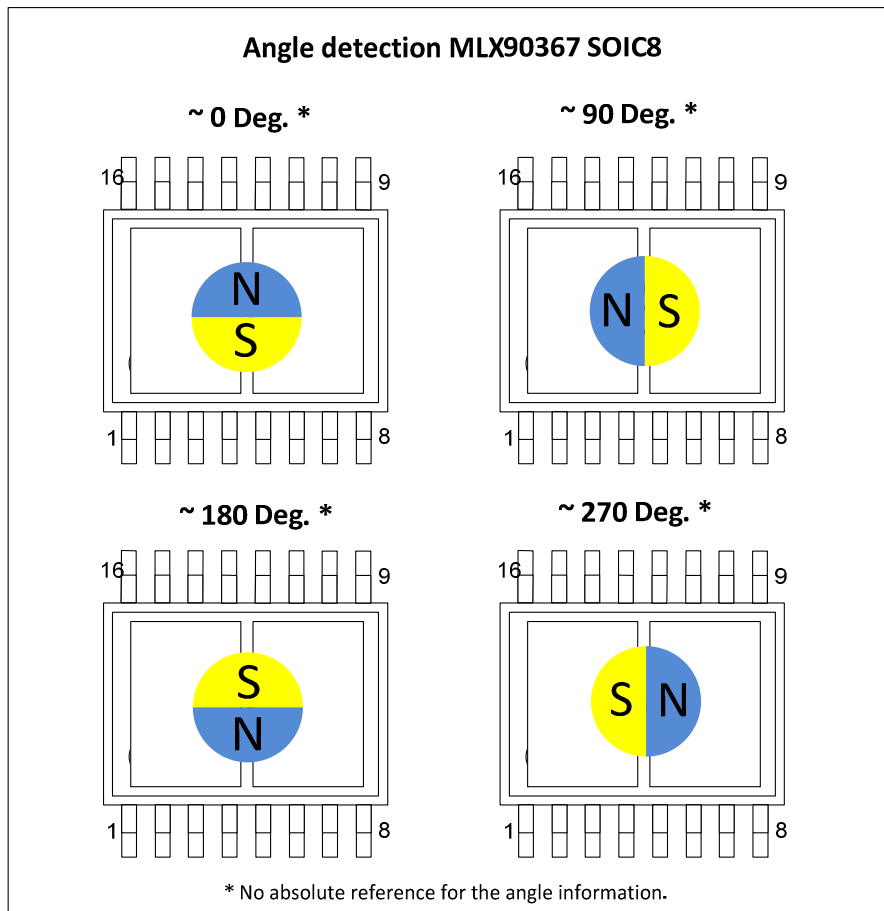 Angle detection MLX90367 SOIC8
~ 0 Deg. *
~ 90 Deg. *
16
9
16
9
N
S
N S
1
8
1
8
~ 180 Deg. *
~ 270 Deg. *
16
9
16
9
S
N
S N
1
8
1
8
* No absolute reference for the angle information.